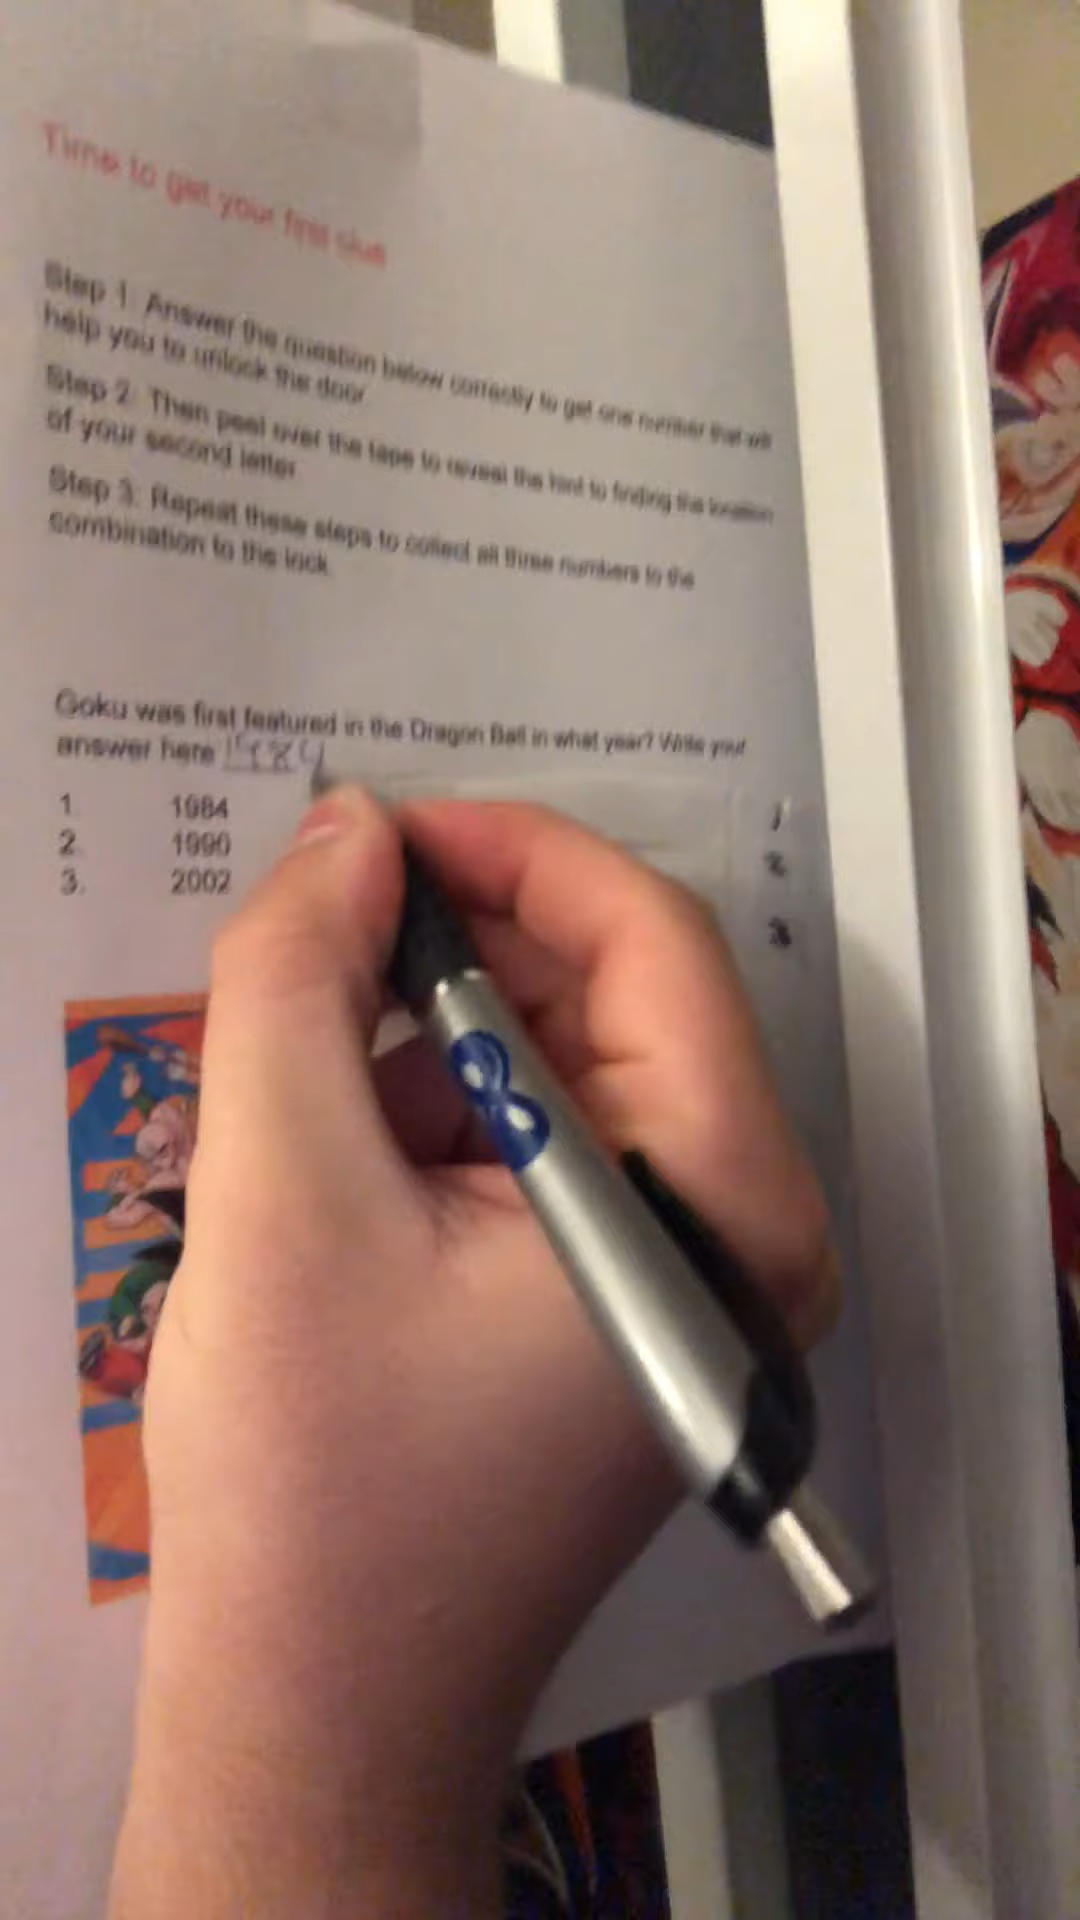 Time to get your first clue
Step 1: Answer the question below correctly to get one number that will
help you to unlock the door
Step 2: Then peel over the tape to reveal the hint to finding the location
of your second letter
Step 3: Repeat these steps to collect all three numbers to the
combination to the lock
Goku was first featured in the Dragon Ball in what year? Write your
answer here 1984
1. 1984
2. 1990
3. 2002
1
2
3